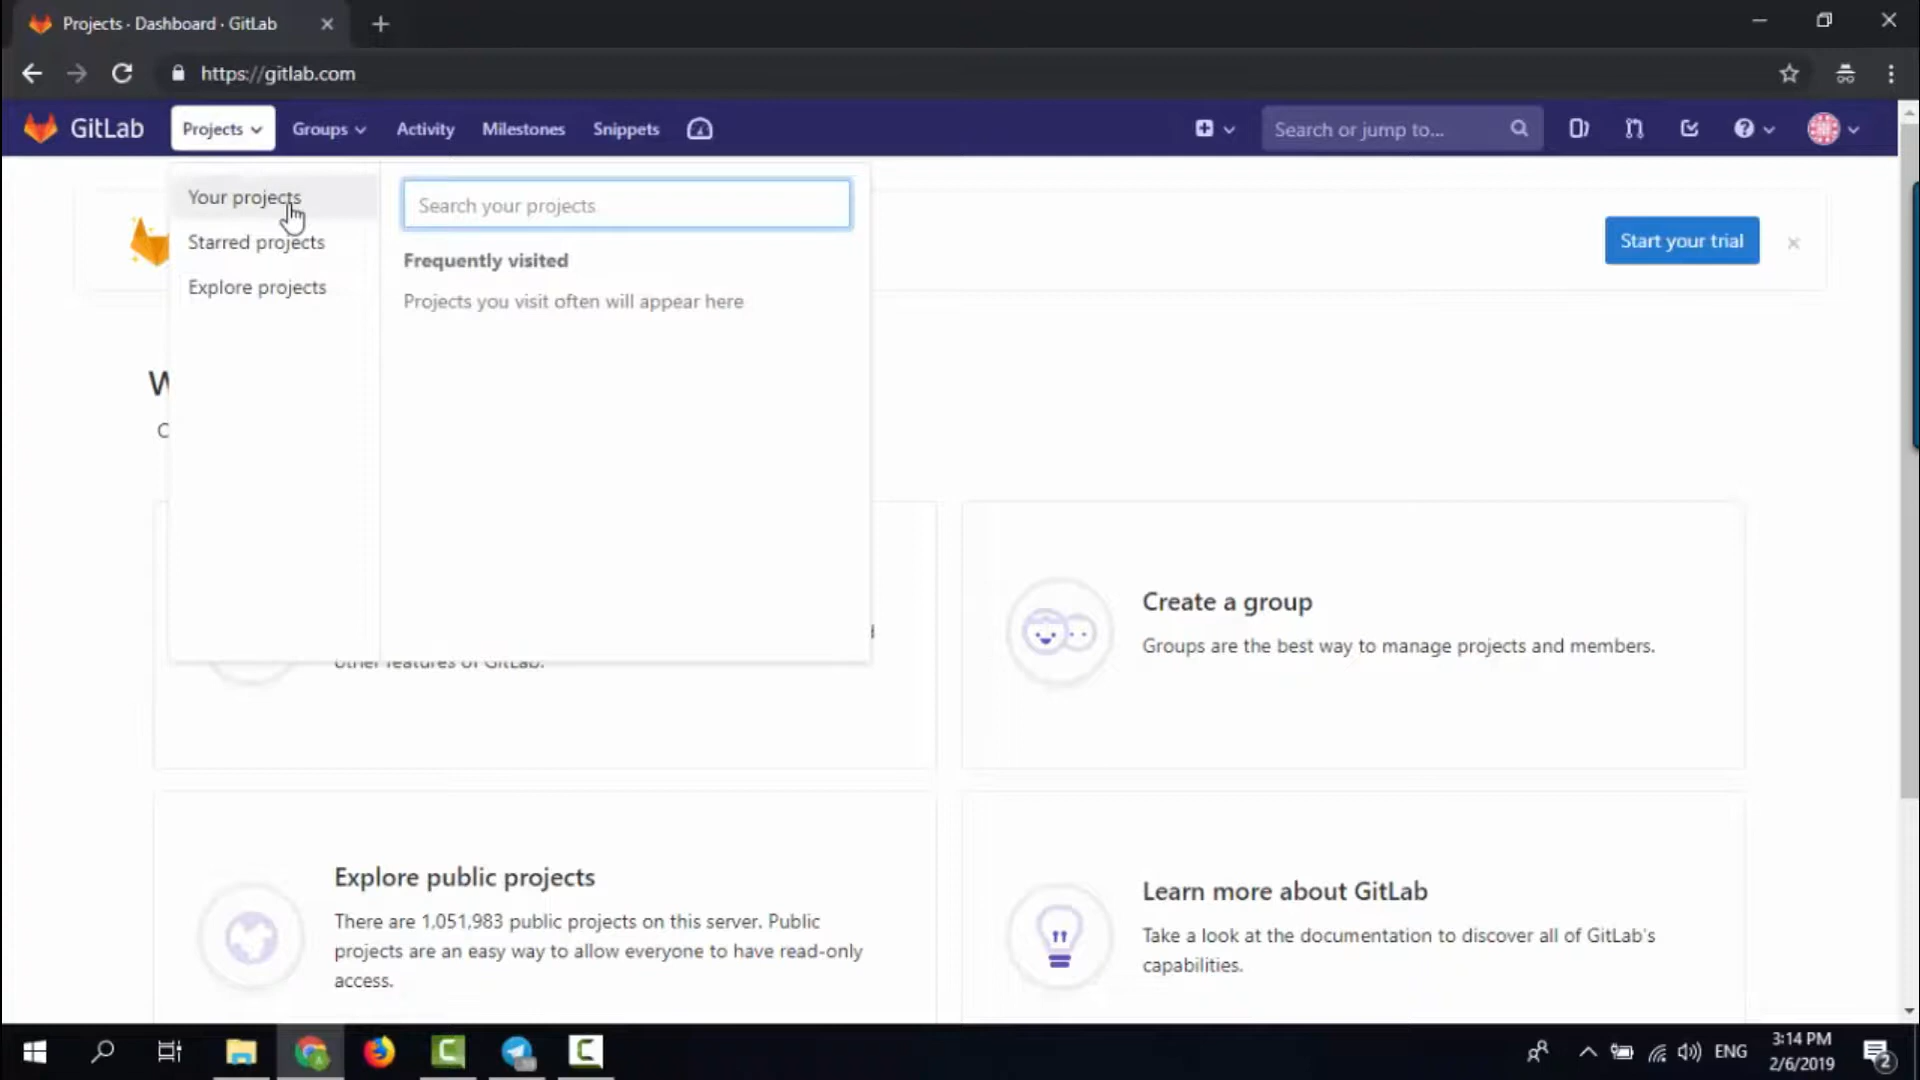 Projects · Dashboard · GitLab
https://gitlab.com
GitLab Projects Groups Activity Milestones Snippets Search or jump to...
Your projects
Starred projects
Explore projects
Search your projects
Frequently visited
Projects you visit often will appear here
Start your trial
other features of GitLab.
Create a group
Groups are the best way to manage projects and members.
Explore public projects
There are 1,051,983 public projects on this server. Public
projects are an easy way to allow everyone to have read-only
access.
Learn more about GitLab
Take a look at the documentation to discover all of GitLab's
capabilities.
ENG
3:14 PM
2/6/2019
2